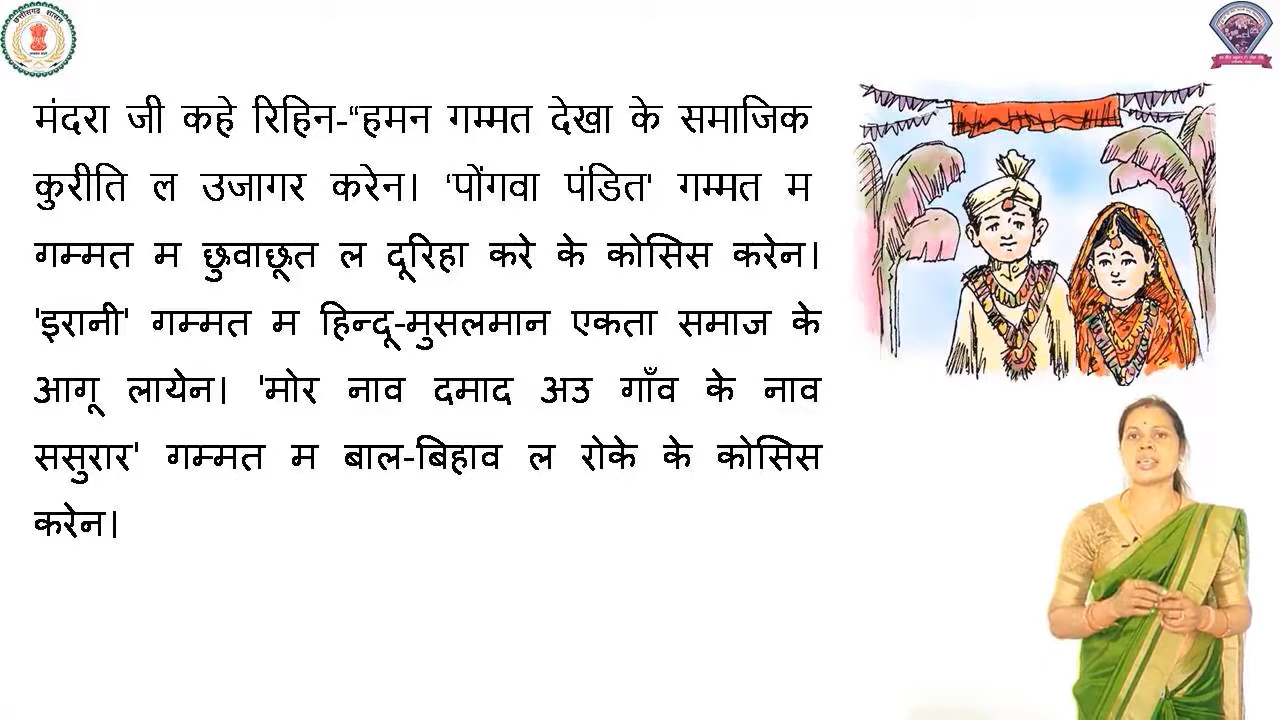 मंदरा जी कहे रिहिन-“हमन गम्मत देखा के समाजिक
कुरीति ल उजागर करेन। ‘पोंगवा पंडित' गम्मत म
गम्मत म छुवाछूत ल दूरिहा करे के कोसिस करेन।
'इरानी' गम्मत म हिन्दू-मुसलमान एकता समाज के
आगू लायेन। 'मोर नाव दमाद अउ गाँव के नाव
ससुरार' गम्मत म बाल-बिहाव ल रोके के कोसिस
करेन।